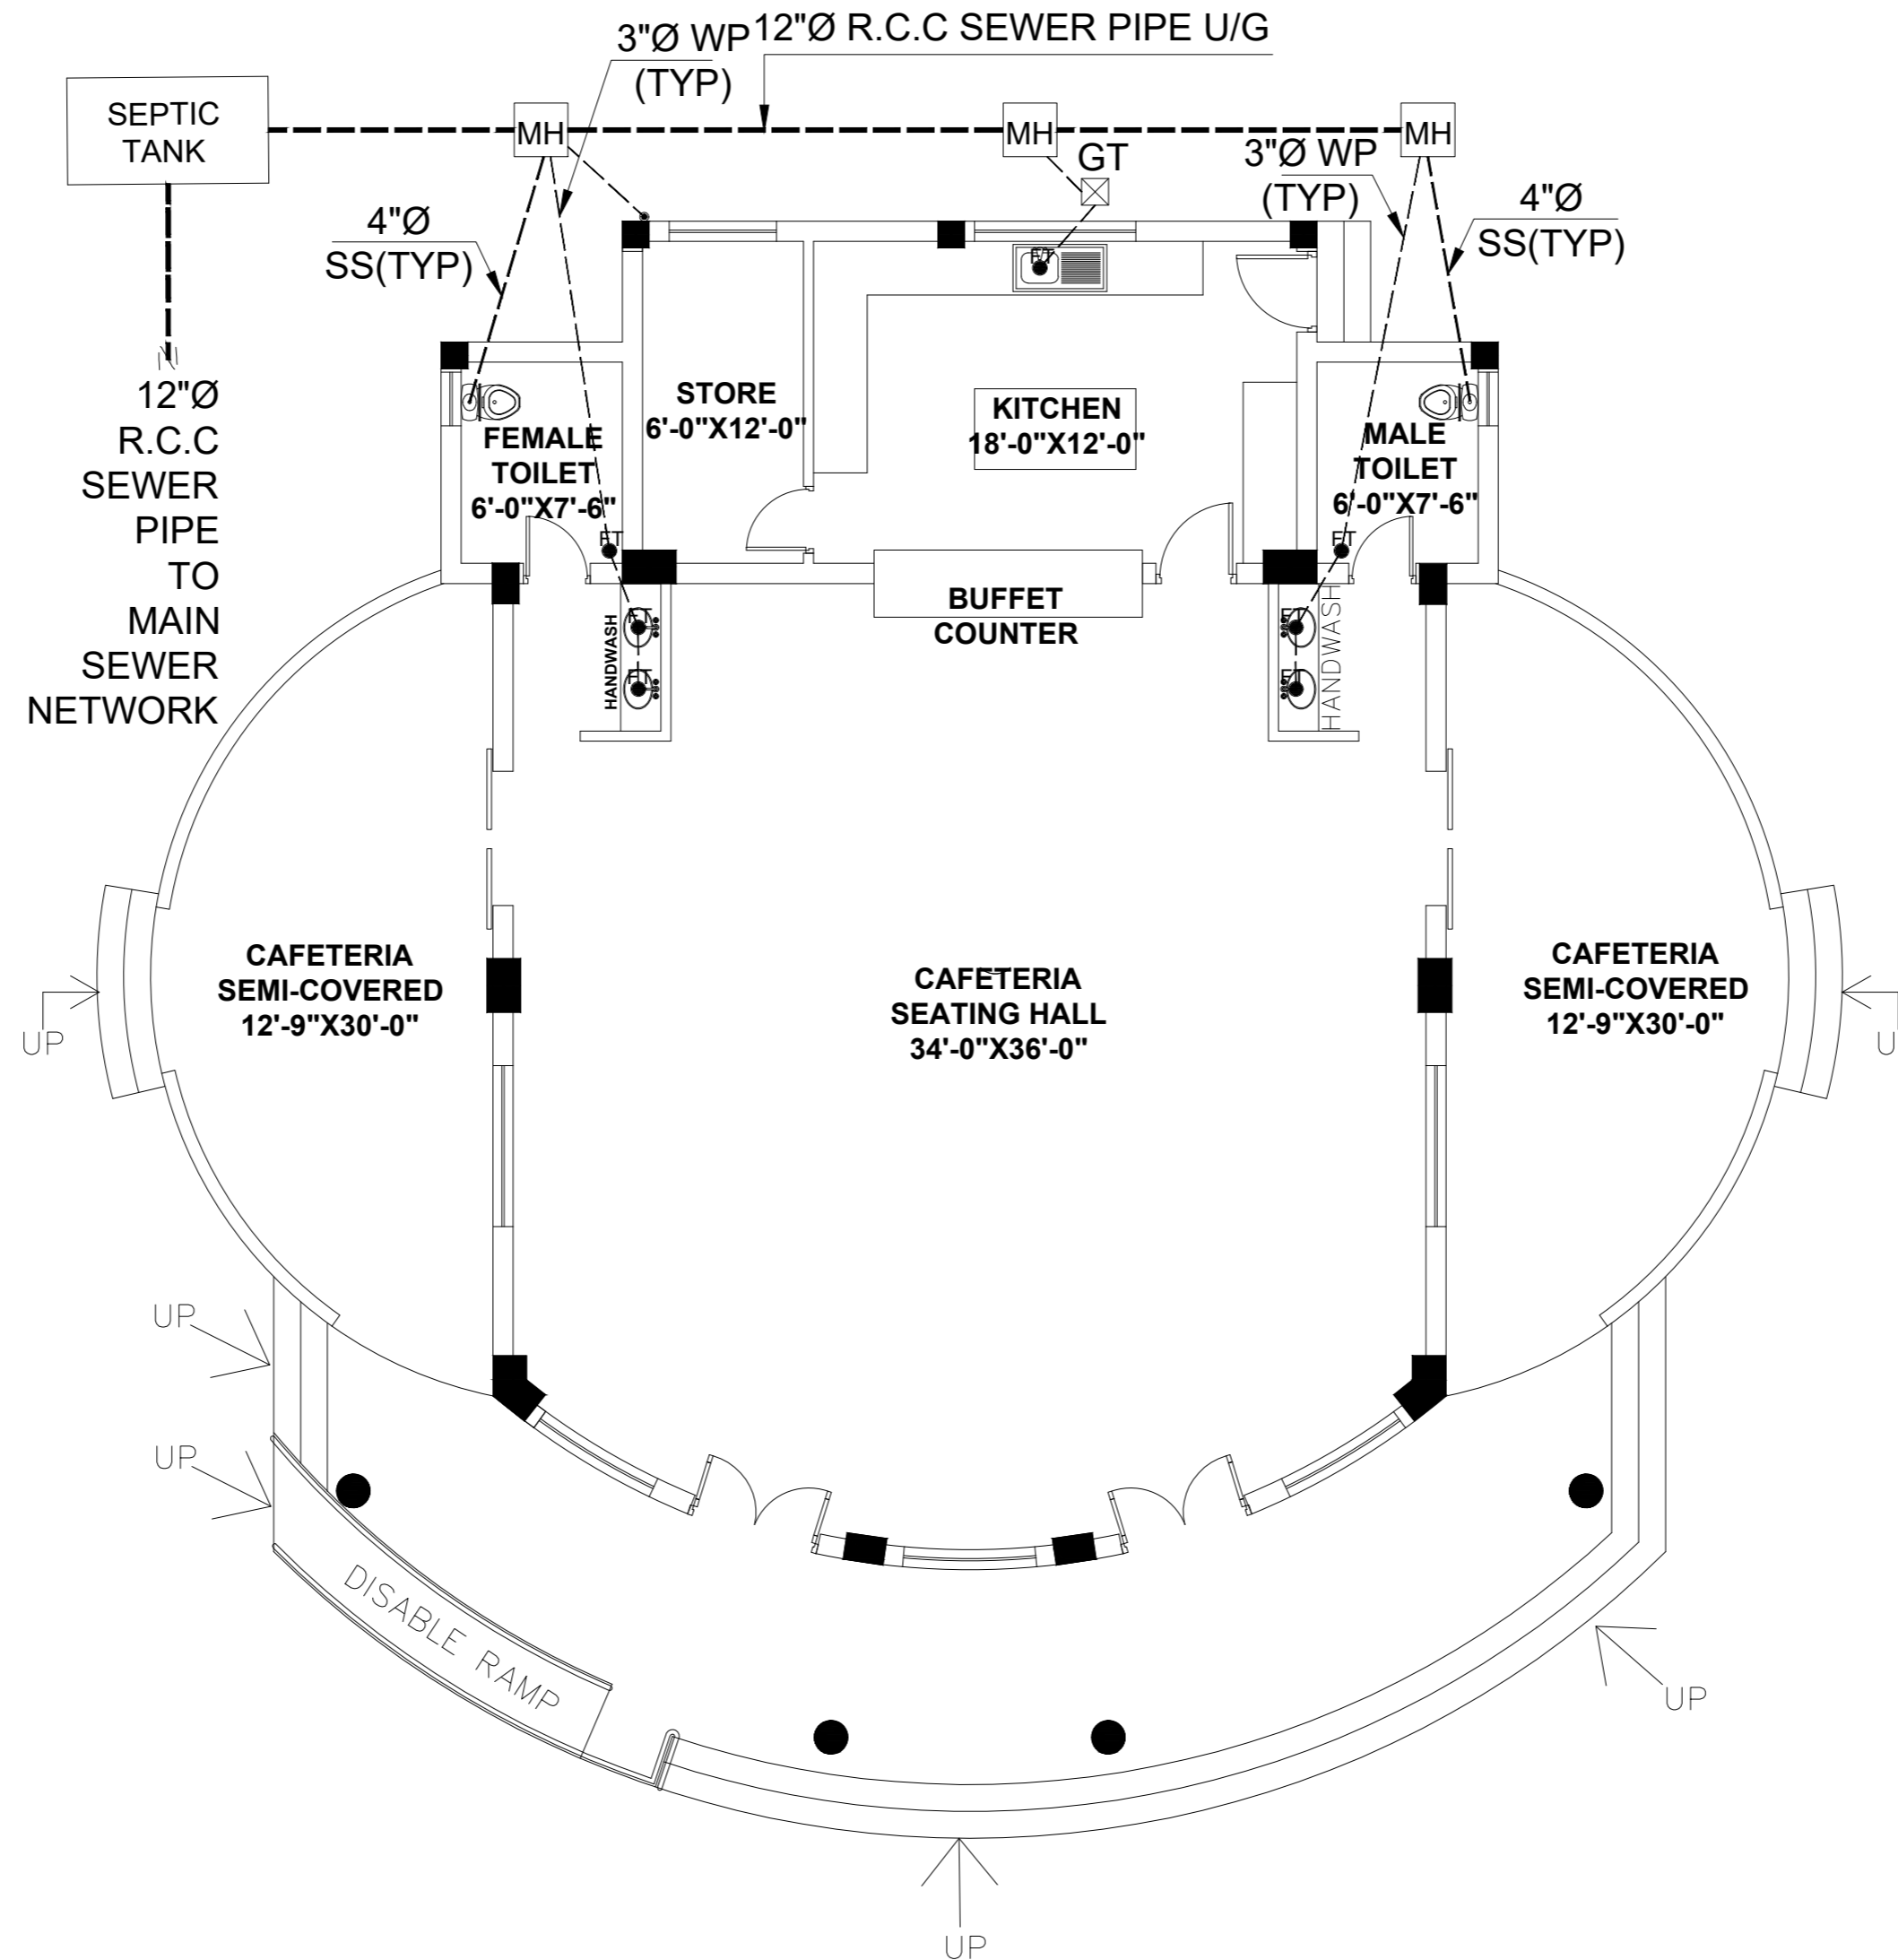 3"Ø WP
(TYP)
12"Ø R.C.C SEWER PIPE U/G
SEPTIC
TANK
MH
MH
MH
GT
3"Ø WP
(TYP)
4"Ø
SS(TYP)
4"Ø
SS(TYP)
12"Ø
R.C.C
SEWER
PIPE
TO
MAIN
SEWER
NETWORK
FT
STORE
6'-0"X12'-0"
KITCHEN
18'-0"X12'-0"
FEMALE
TOILET
6'-0"X7'-6"
MALE
TOILET
6'-0"X7'-6"
FT
FT
BUFFET
COUNTER
HANDWASH
FT
FT
HANDWASH
FT
FT
CAFETERIA
SEMI-COVERED
12'-9"X30'-0"
CAFETERIA
SEATING HALL
34'-0"X36'-0"
CAFETERIA
SEMI-COVERED
12'-9"X30'-0"
UP
U
UP
UP
DISABLE RAMP
UP
UP